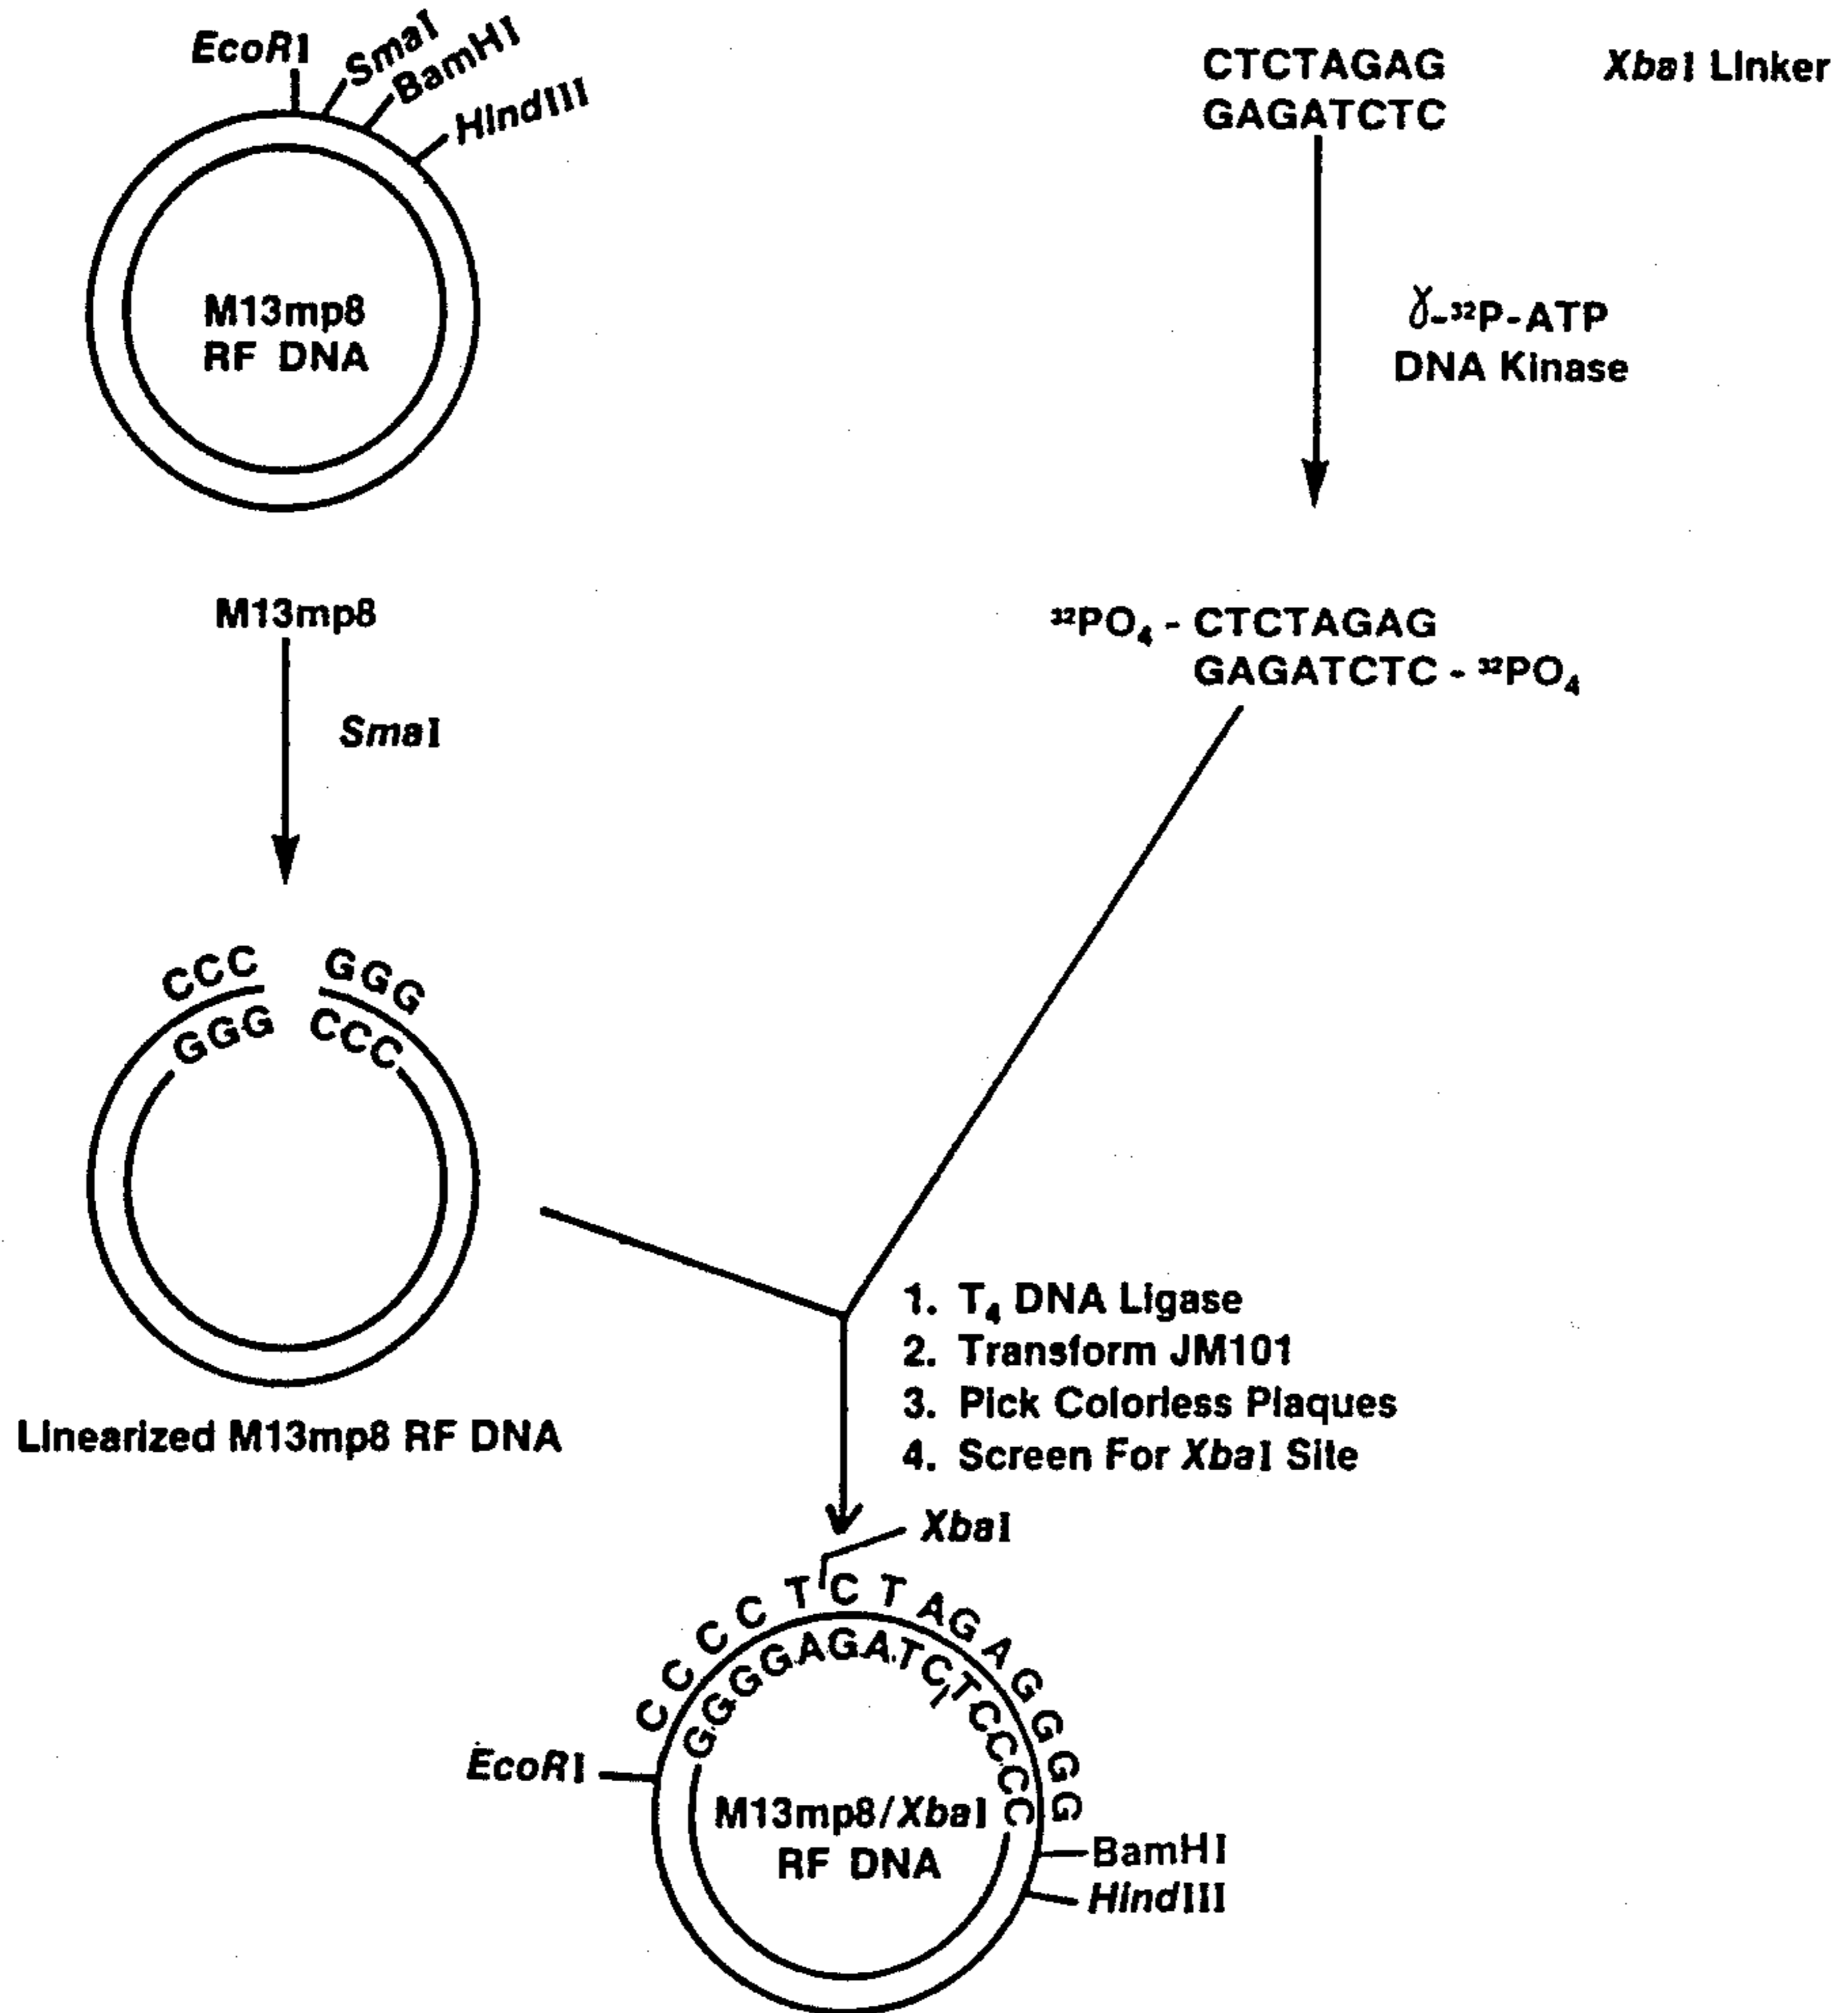 EcoRI
SmaI
BamHI
HindIII
M13mp8
RF DNA
CTCTAGAG
GAGATCTC
XbaI Linker
γ-³²P-ATP
DNA Kinase
M13mp8
SmaI
³²PO₄ - CTCTAGAG
GAGATCTC - ³²PO₄
CCC GGG
GGG CCC
Linearized M13mp8 RF DNA
1. T₄ DNA Ligase
2. Transform JM101
3. Pick Colorless Plaques
4. Screen For XbaI Site
XbaI
CCCCTCTAGAGGGG
GGGGAGATCTCCCC
EcoRI
M13mp8/XbaI
RF DNA
BamHI
HindIII